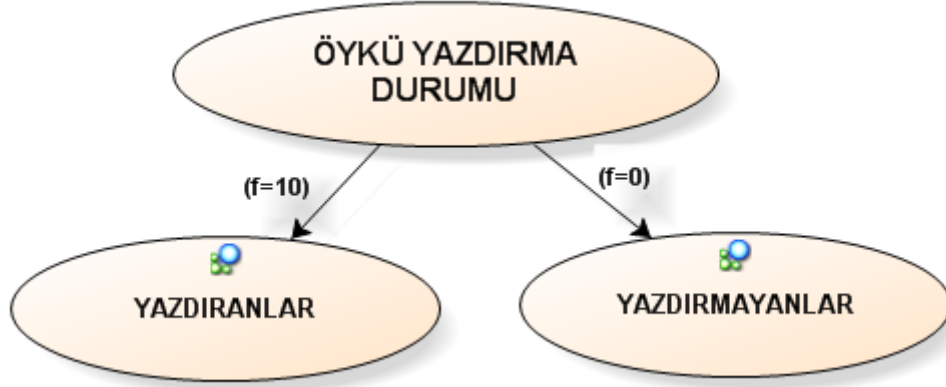 ÖYKÜ YAZDIRMA
DURUMU
(f=10)
(f=0)
YAZDIRANLAR
YAZDIRMAYANLAR